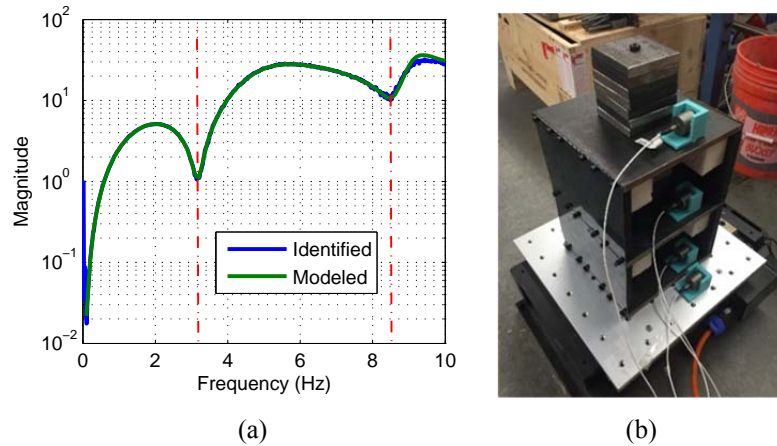 10^2
10^1
10^0
10^-1
10^-2
Magnitude
Identified
Modeled
0 2 4 6 8 10
Frequency (Hz)
(a)
(b)